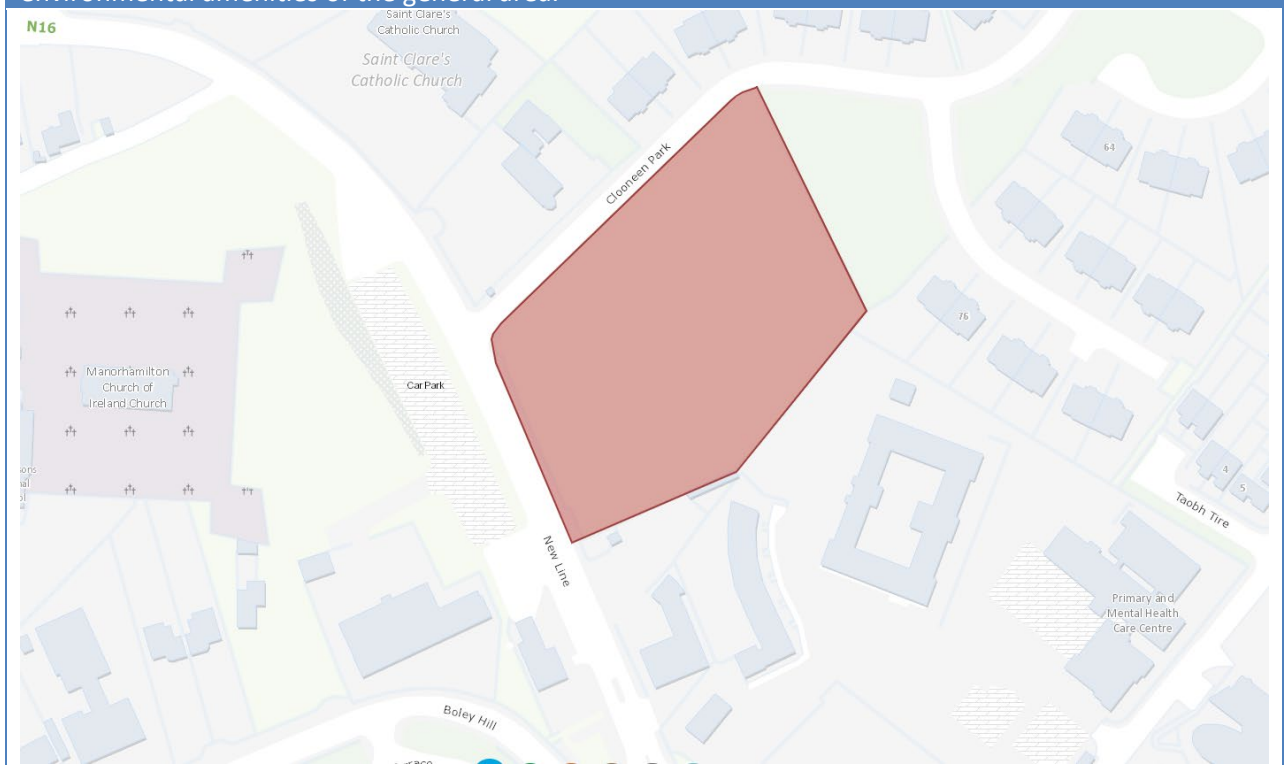 environmental amenities of the general area.
N16
Saint Clare's
Catholic Church
Saint Clare's
Catholic Church
Clooneen Park
64
76
Manorhamilton
Church of
Ireland Church
Car Park
New Line
4
5
Taobh Tire
Primary and
Mental Health
Care Centre
Boley Hill